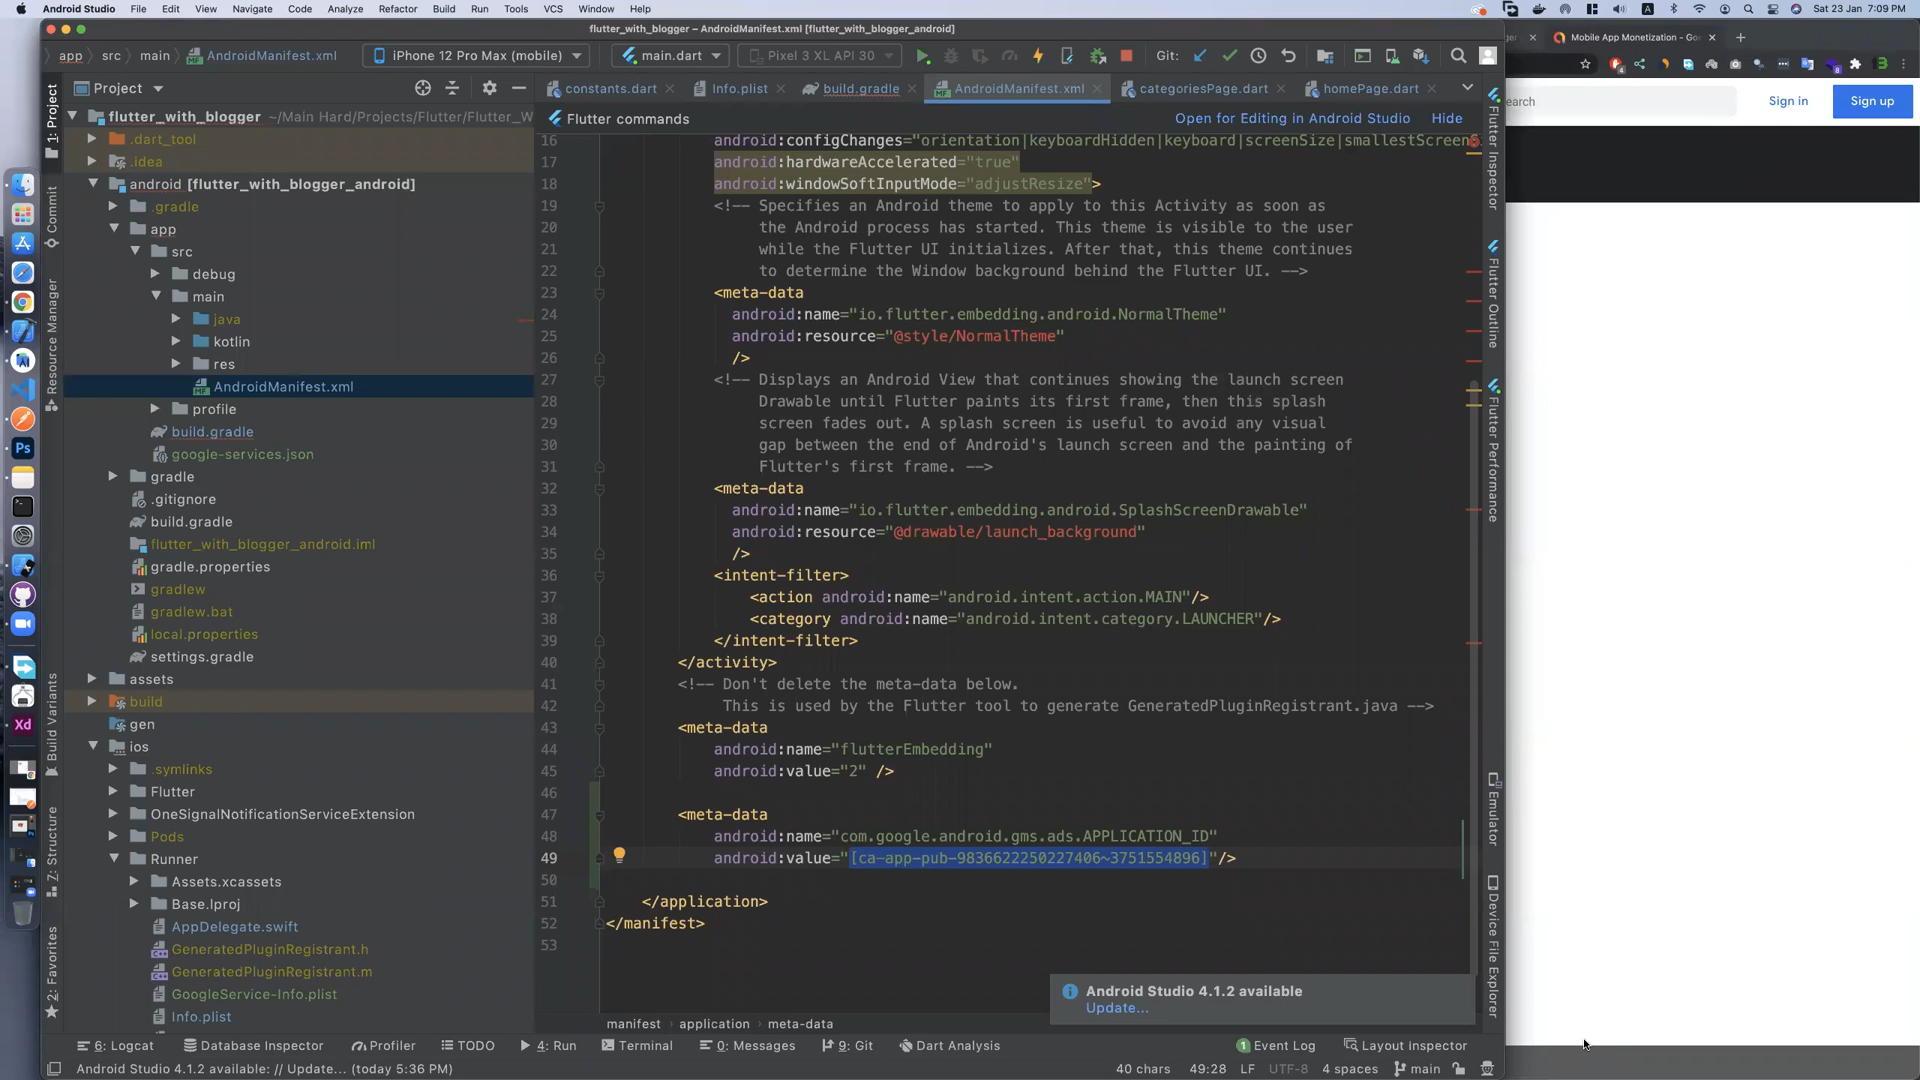 Android Studio File Edit View Navigate Code Analyze Refactor Build Run Tools VCS Window Help Sat 23 Jan 7:09 PM
flutter_with_blogger – AndroidManifest.xml [flutter_with_blogger_android]
Mobile App Monetization - Go
app src main AndroidManifest.xml iPhone 12 Pro Max (mobile) main.dart Pixel 3 XL API 30 Git:
Project constants.dart Info.plist build.gradle AndroidManifest.xml categoriesPage.dart homePage.dart
earch Sign in Sign up
Flutter commands Open for Editing in Android Studio Hide
flutter_with_blogger ~/Main Hard/Projects/Flutter/Flutter_W
.dart_tool
.idea
android [flutter_with_blogger_android]
.gradle
app
src
debug
main
java
kotlin
res
AndroidManifest.xml
profile
build.gradle
google-services.json
gradle
.gitignore
build.gradle
flutter_with_blogger_android.iml
gradle.properties
gradlew
gradlew.bat
local.properties
settings.gradle
assets
build
gen
ios
.symlinks
Flutter
OneSignalNotificationServiceExtension
Pods
Runner
Assets.xcassets
Base.lproj
AppDelegate.swift
GeneratedPluginRegistrant.h
GeneratedPluginRegistrant.m
GoogleService-Info.plist
Info.plist
16 android:configChanges="orientation|keyboardHidden|keyboard|screenSize|smallestScreenS
17 android:hardwareAccelerated="true"
18 android:windowSoftInputMode="adjustResize">
19 <!-- Specifies an Android theme to apply to this Activity as soon as
20 the Android process has started. This theme is visible to the user
21 while the Flutter UI initializes. After that, this theme continues
22 to determine the Window background behind the Flutter UI. -->
23 <meta-data
24 android:name="io.flutter.embedding.android.NormalTheme"
25 android:resource="@style/NormalTheme"
26 />
27 <!-- Displays an Android View that continues showing the launch screen
28 Drawable until Flutter paints its first frame, then this splash
29 screen fades out. A splash screen is useful to avoid any visual
30 gap between the end of Android's launch screen and the painting of
31 Flutter's first frame. -->
32 <meta-data
33 android:name="io.flutter.embedding.android.SplashScreenDrawable"
34 android:resource="@drawable/launch_background"
35 />
36 <intent-filter>
37 <action android:name="android.intent.action.MAIN"/>
38 <category android:name="android.intent.category.LAUNCHER"/>
39 </intent-filter>
40 </activity>
41 <!-- Don't delete the meta-data below.
42 This is used by the Flutter tool to generate GeneratedPluginRegistrant.java -->
43 <meta-data
44 android:name="flutterEmbedding"
45 android:value="2" />
46
47 <meta-data
48 android:name="com.google.android.gms.ads.APPLICATION_ID"
49 android:value="[ca-app-pub-9836622250227406~3751554896]"/>
50
51 </application>
52 </manifest>
53
1: Project
Commit
Resource Manager
Build Variants
7: Structure
2: Favorites
Flutter Inspector
Flutter Outline
Flutter Performance
Emulator
Device File Explorer
Android Studio 4.1.2 available
Update...
manifest application meta-data
6: Logcat Database Inspector Profiler TODO 4: Run Terminal 0: Messages 9: Git Dart Analysis 1 Event Log Layout Inspector
Android Studio 4.1.2 available: // Update... (today 5:36 PM) 40 chars 49:28 LF UTF-8 4 spaces main
Ps
Xd